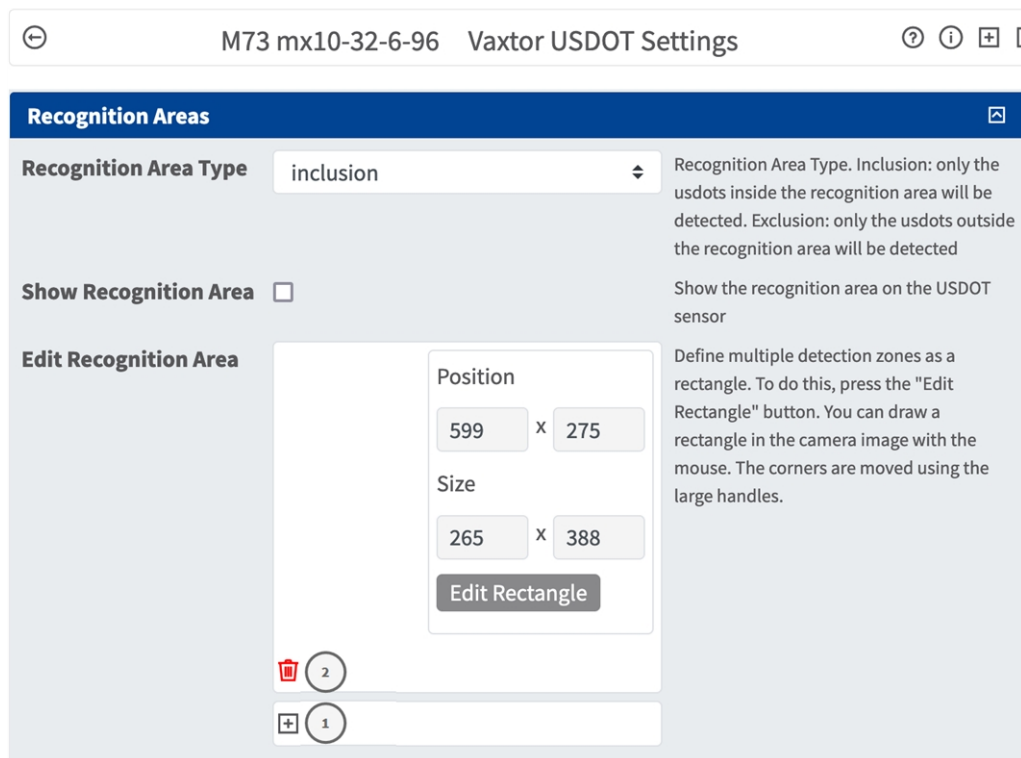 M73 mx10-32-6-96 Vaxtor USDOT Settings
Recognition Areas
Recognition Area Type
inclusion
Recognition Area Type. Inclusion: only the
usdots inside the recognition area will be
detected. Exclusion: only the usdots outside
the recognition area will be detected
Show Recognition Area
Show the recognition area on the USDOT
sensor
Edit Recognition Area
Position
599 x 275
Size
265 x 388
Edit Rectangle
Define multiple detection zones as a
rectangle. To do this, press the "Edit
Rectangle" button. You can draw a
rectangle in the camera image with the
mouse. The corners are moved using the
large handles.
2
1